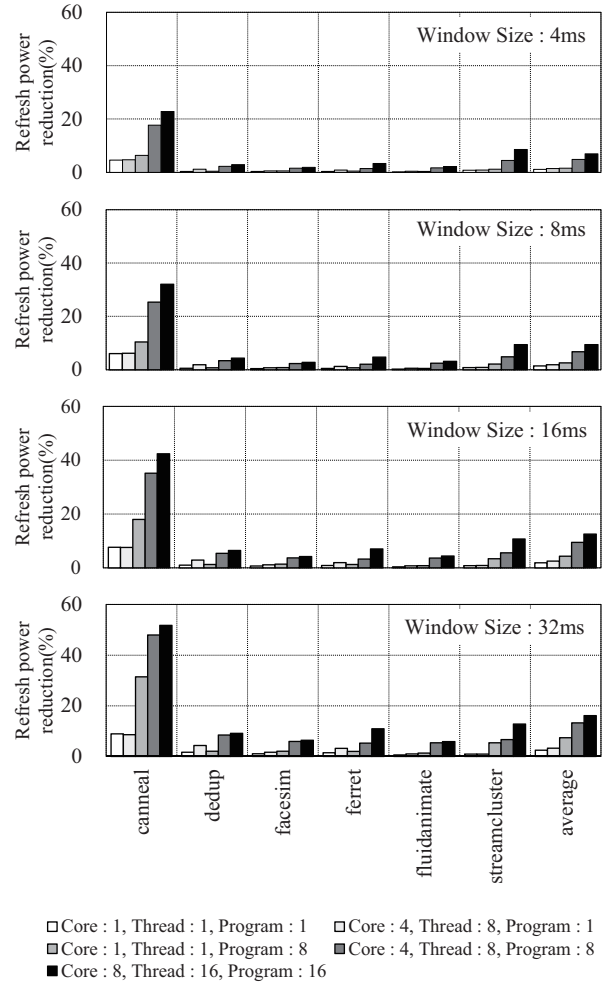 60
40
20
0
Refresh power
reduction(%)
Window Size : 4ms
60
40
20
0
Refresh power
reduction(%)
Window Size : 8ms
60
40
20
0
Refresh power
reduction(%)
Window Size : 16ms
60
40
20
0
Refresh power
reduction(%)
Window Size : 32ms
canneal
dedup
facesim
ferret
fluidanimate
streamcluster
average
Core : 1, Thread : 1, Program : 1
Core : 4, Thread : 8, Program : 1
Core : 1, Thread : 1, Program : 8
Core : 4, Thread : 8, Program : 8
Core : 8, Thread : 16, Program : 16